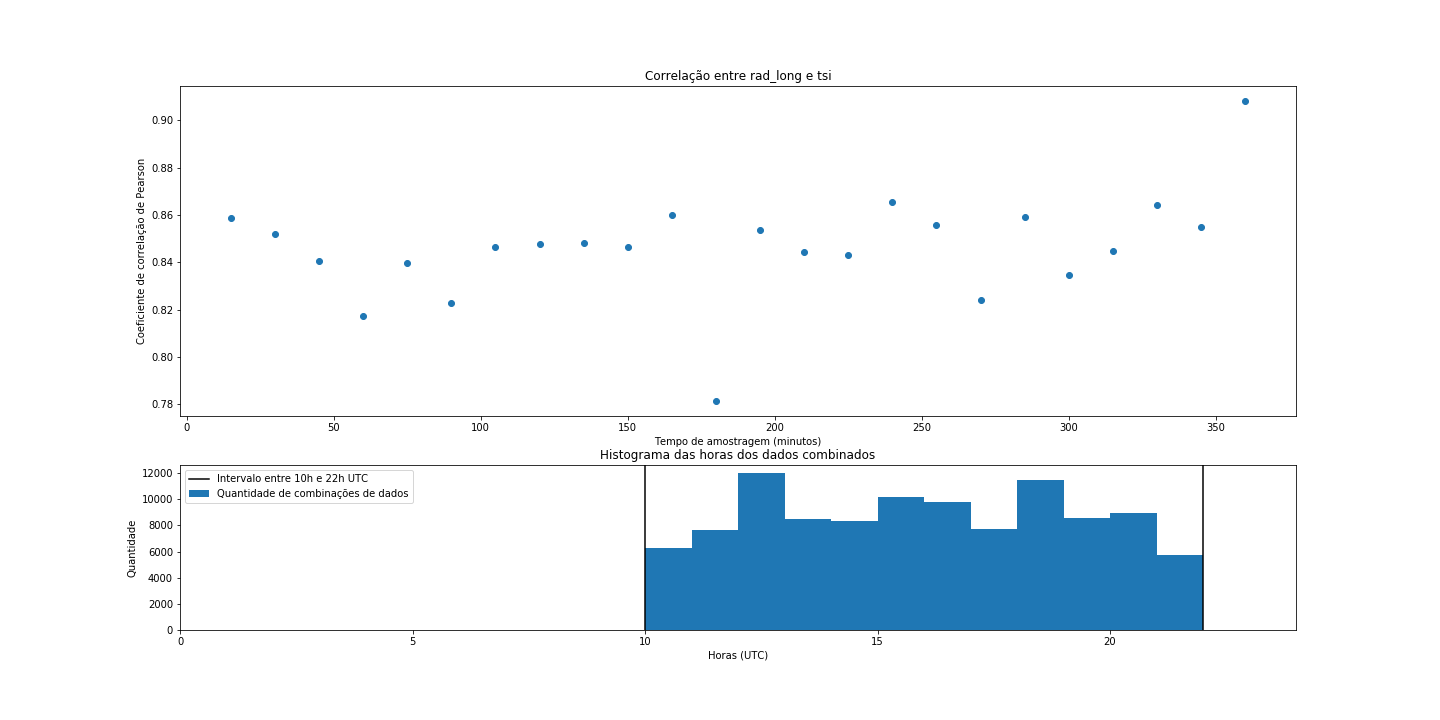 Correlação entre rad_long e tsi
Coeficiente de correlação de Pearson
0.90
0.88
0.86
0.84
0.82
0.80
0.78
0 50 100 150 200 250 300 350
Tempo de amostragem (minutos)
Histograma das horas dos dados combinados
Quantidade
12000
10000
8000
6000
4000
2000
0
Intervalo entre 10h e 22h UTC
Quantidade de combinações de dados
0 5 10 15 20
Horas (UTC)